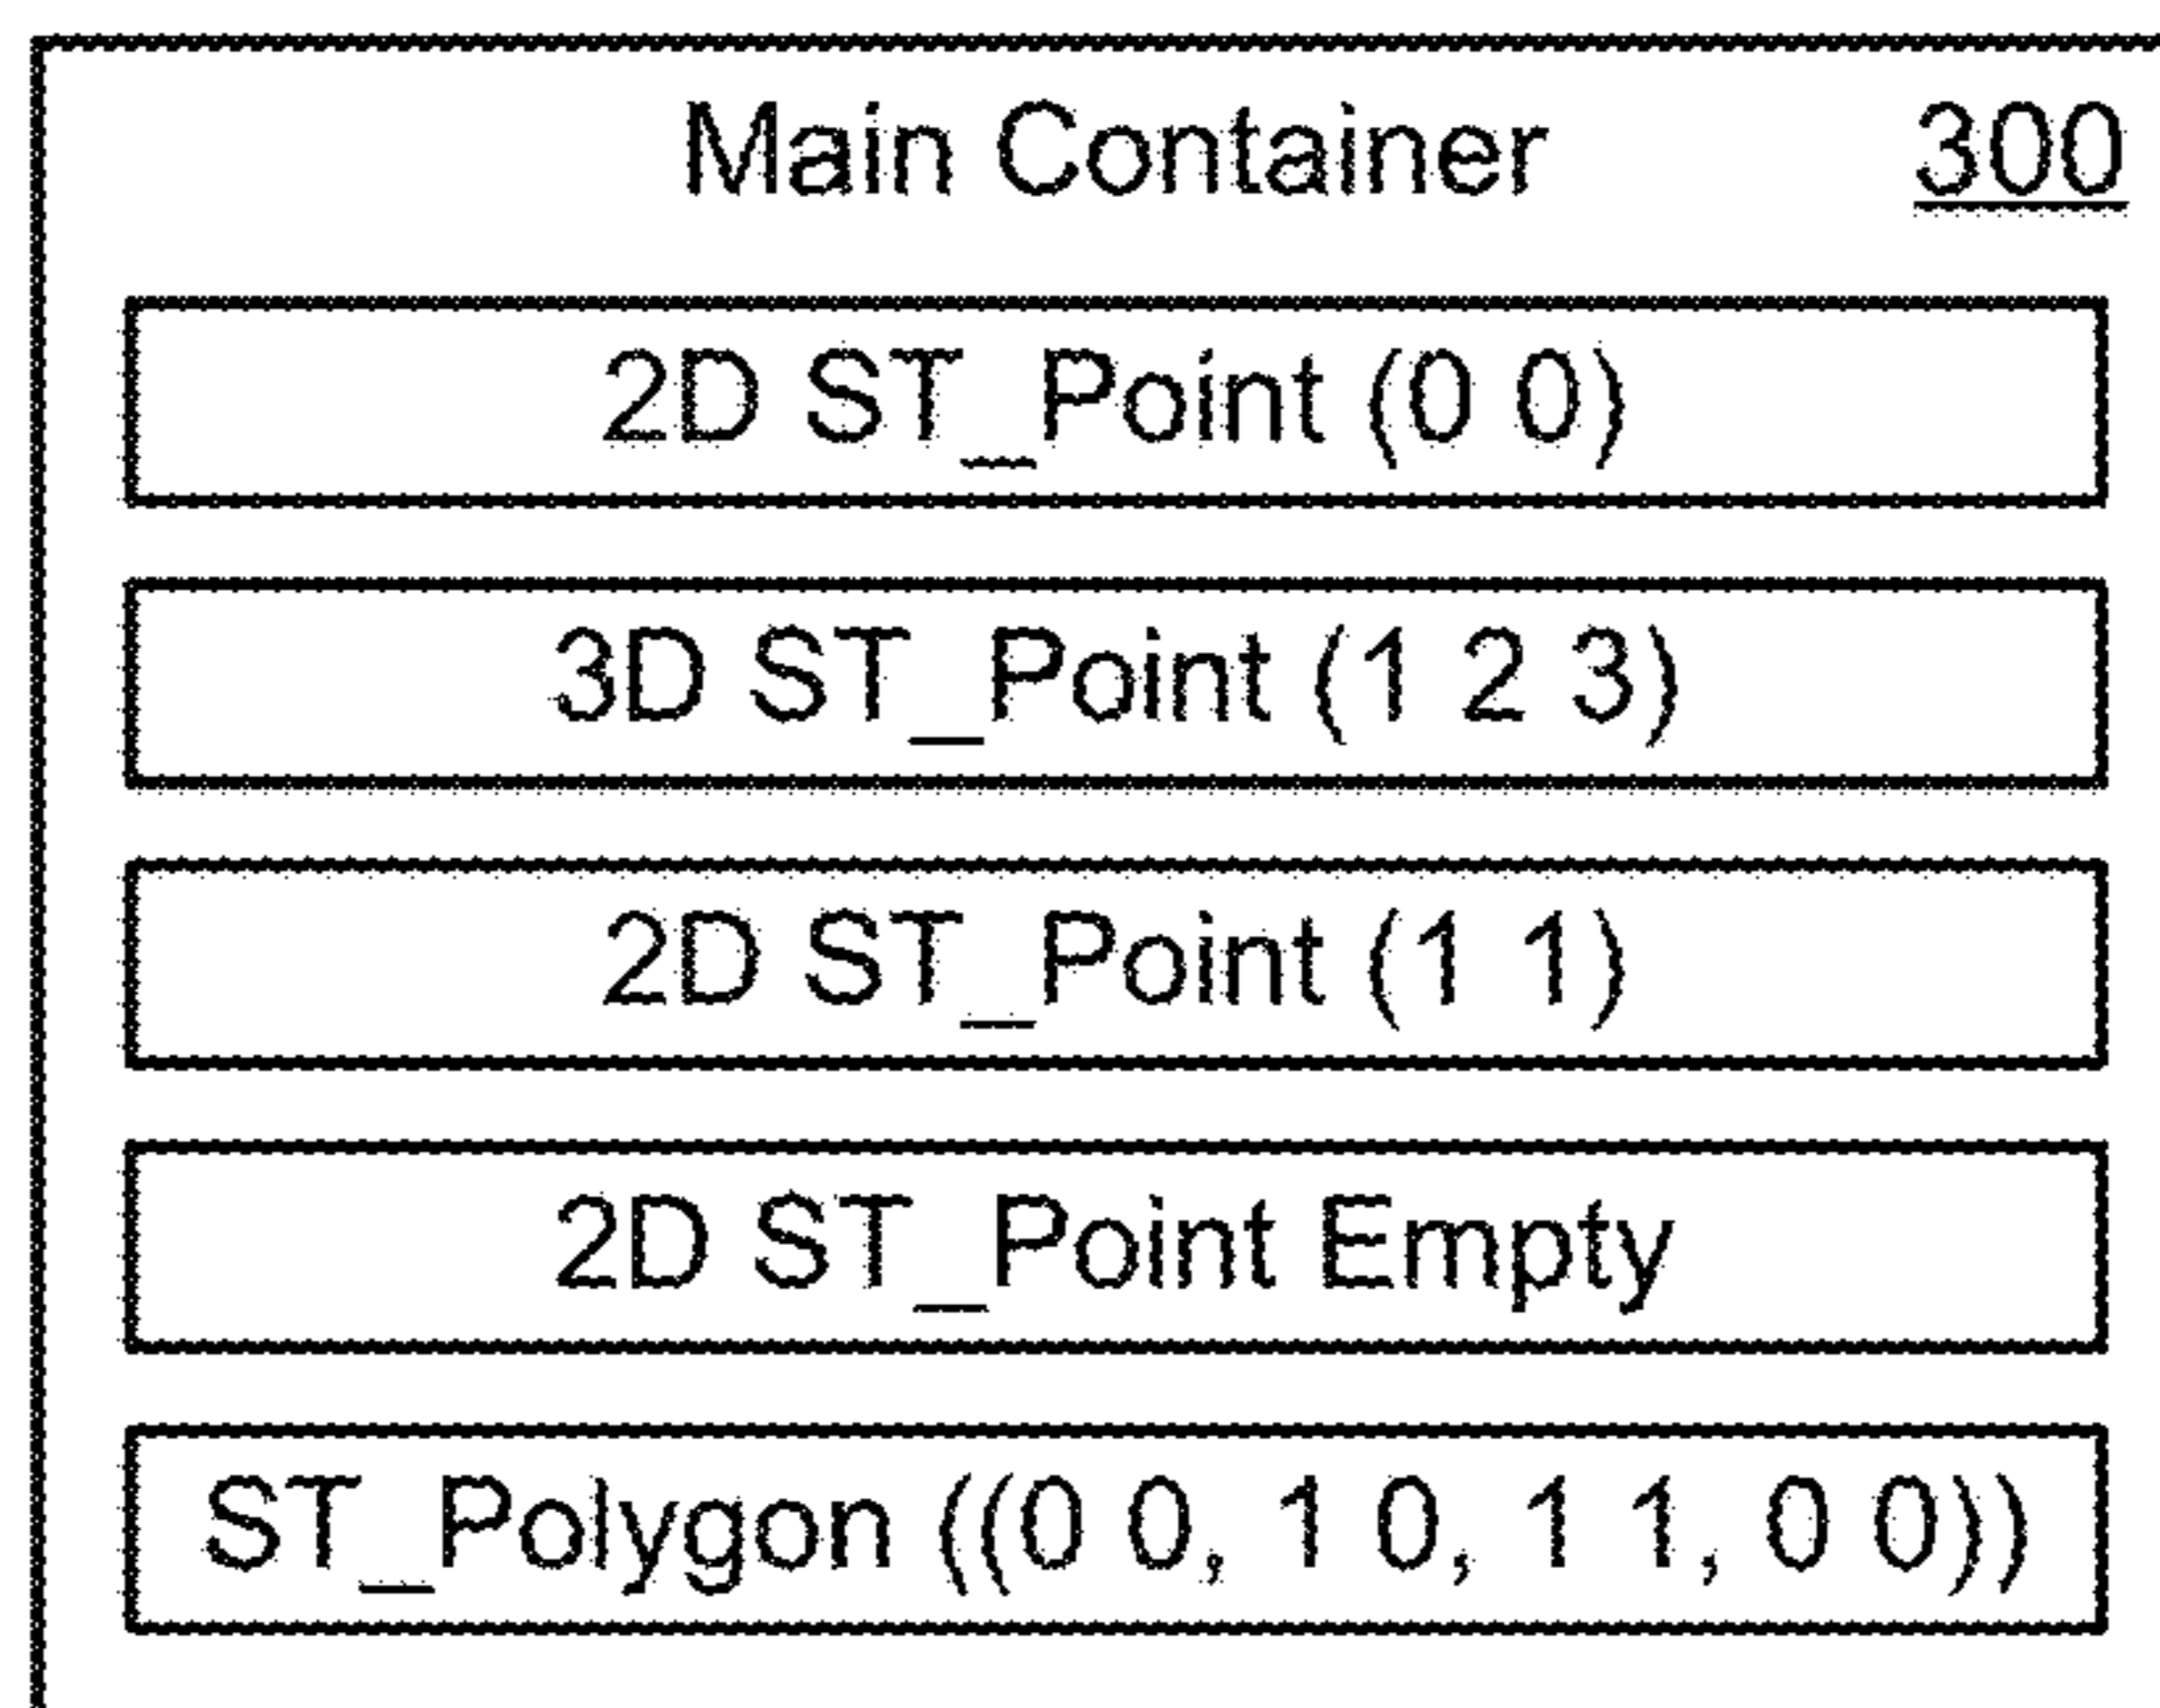 Main Container 300
2D ST_Point (0 0)
3D ST_Point (1 2 3)
2D ST_Point (1 1)
2D ST_Point Empty
ST_Polygon ((0 0, 1 0, 1 1, 0 0))